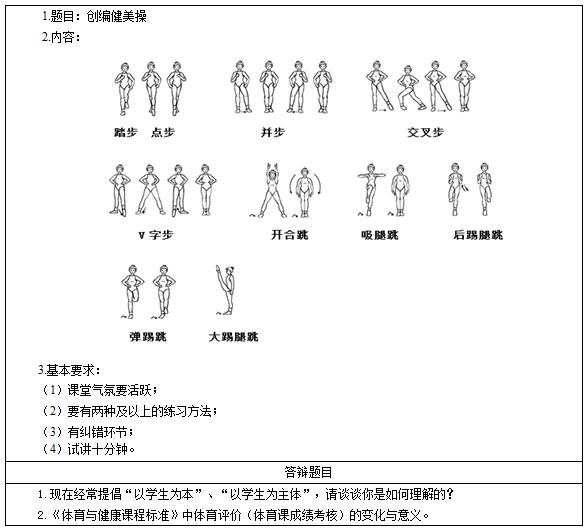 1.题目：创编健美操
2.内容：
踏步 点步 并步 交叉步
V字步 开合跳 吸腿跳 后踢腿跳
弹踢跳 大踢腿跳
3.基本要求：
（1）课堂气氛要活跃；
（2）要有两种及以上的练习方法；
（3）有纠错环节；
（4）试讲十分钟。
答辩题目
1. 现在经常提倡“以学生为本”、“以学生为主体”，请谈谈你是如何理解的？
2.《体育与健康课程标准》中体育评价（体育课成绩考核）的变化与意义。